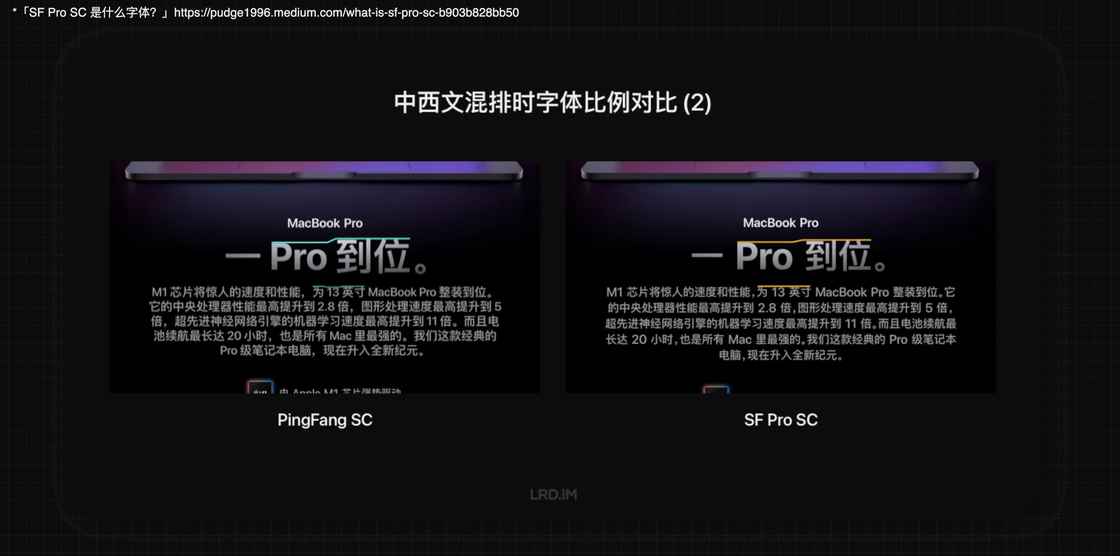 *「SF Pro SC 是什么字体？」https://pudge1996.medium.com/what-is-sf-pro-sc-b903b828bb50
中西文混排时字体比例对比 (2)
MacBook Pro
一 Pro 到位。
M1 芯片将惊人的速度和性能，为 13 英寸 MacBook Pro 整装到位。
它的中央处理器性能最高提升到 2.8 倍，图形处理速度最高提升到 5
倍，超先进神经网络引擎的机器学习速度最高提升到 11 倍。而且电
池续航最长达 20 小时，也是所有 Mac 里最强的。我们这款经典的
Pro 级笔记本电脑，现在升入全新纪元。
由 Apple M1 芯片强势驱动
PingFang SC
MacBook Pro
一 Pro 到位。
M1 芯片将惊人的速度和性能，为 13 英寸 MacBook Pro 整装到位。它
的中央处理器性能最高提升到 2.8 倍，图形处理速度最高提升到 5 倍，
超先进神经网络引擎的机器学习速度最高提升到 11 倍。而且电池续航最
长达 20 小时，也是所有 Mac 里最强的。我们这款经典的 Pro 级笔记本
电脑，现在升入全新纪元。
SF Pro SC
LRD.IM